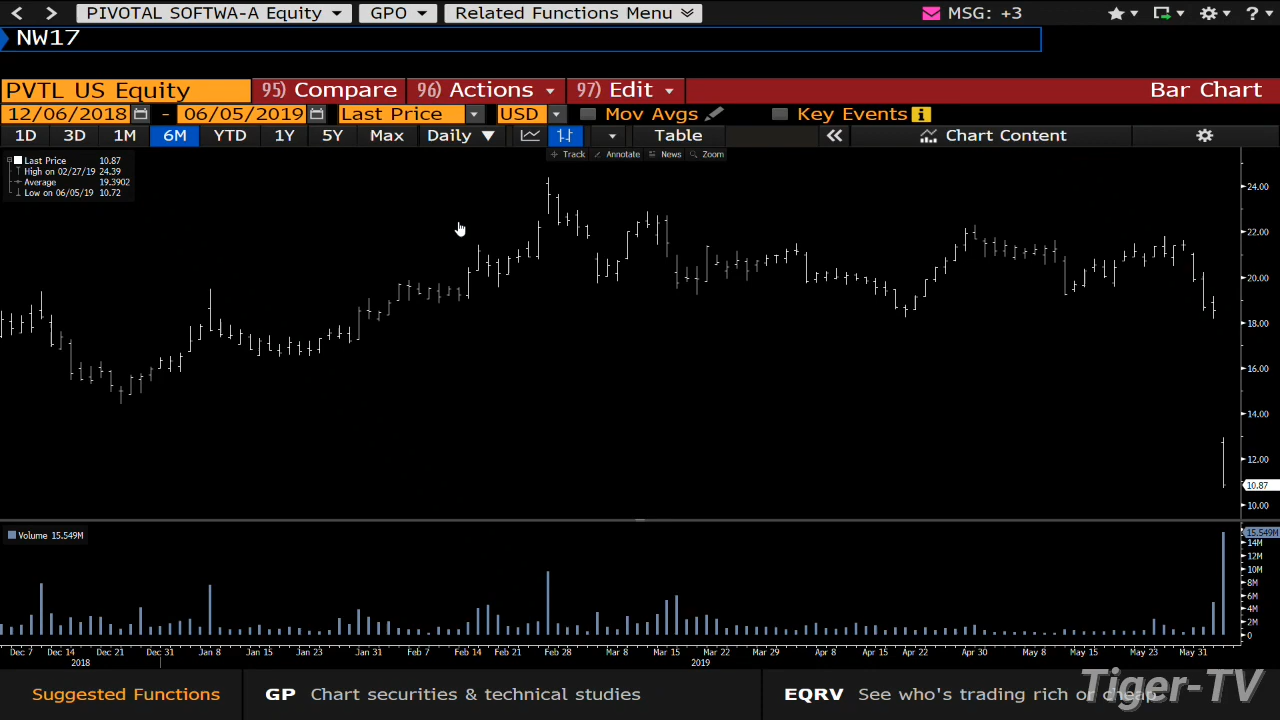 PIVOTAL SOFTWA-A Equity GPO Related Functions Menu MSG: +3 ?
NW17
PVTL US Equity 95) Compare 96) Actions 97) Edit Bar Chart
12/06/2018 - 06/05/2019 Last Price USD Mov Avgs Key Events i
1D 3D 1M 6M YTD 1Y 5Y Max Daily Table Chart Content
Track Annotate News Zoom
Last Price 10.87
High on 02/27/19 24.39
Average 19.3902
Low on 06/05/19 10.72
24.00
22.00
20.00
18.00
16.00
14.00
12.00
10.87
10.00
Volume 15.549M
15.549M
14M
12M
10M
8M
6M
4M
2M
0
Dec 7 Dec 14 Dec 21 Dec 31 Jan 8 Jan 15 Jan 23 Jan 31 Feb 7 Feb 14 Feb 21 Feb 28 Mar 8 Mar 15 Mar 22 Mar 29 Apr 8 Apr 15 Apr 22 Apr 30 May 8 May 15 May 23 May 31
2018 2019
Suggested Functions GP Chart securities & technical studies EQRV See who's trading rich or cheap
Tiger-TV